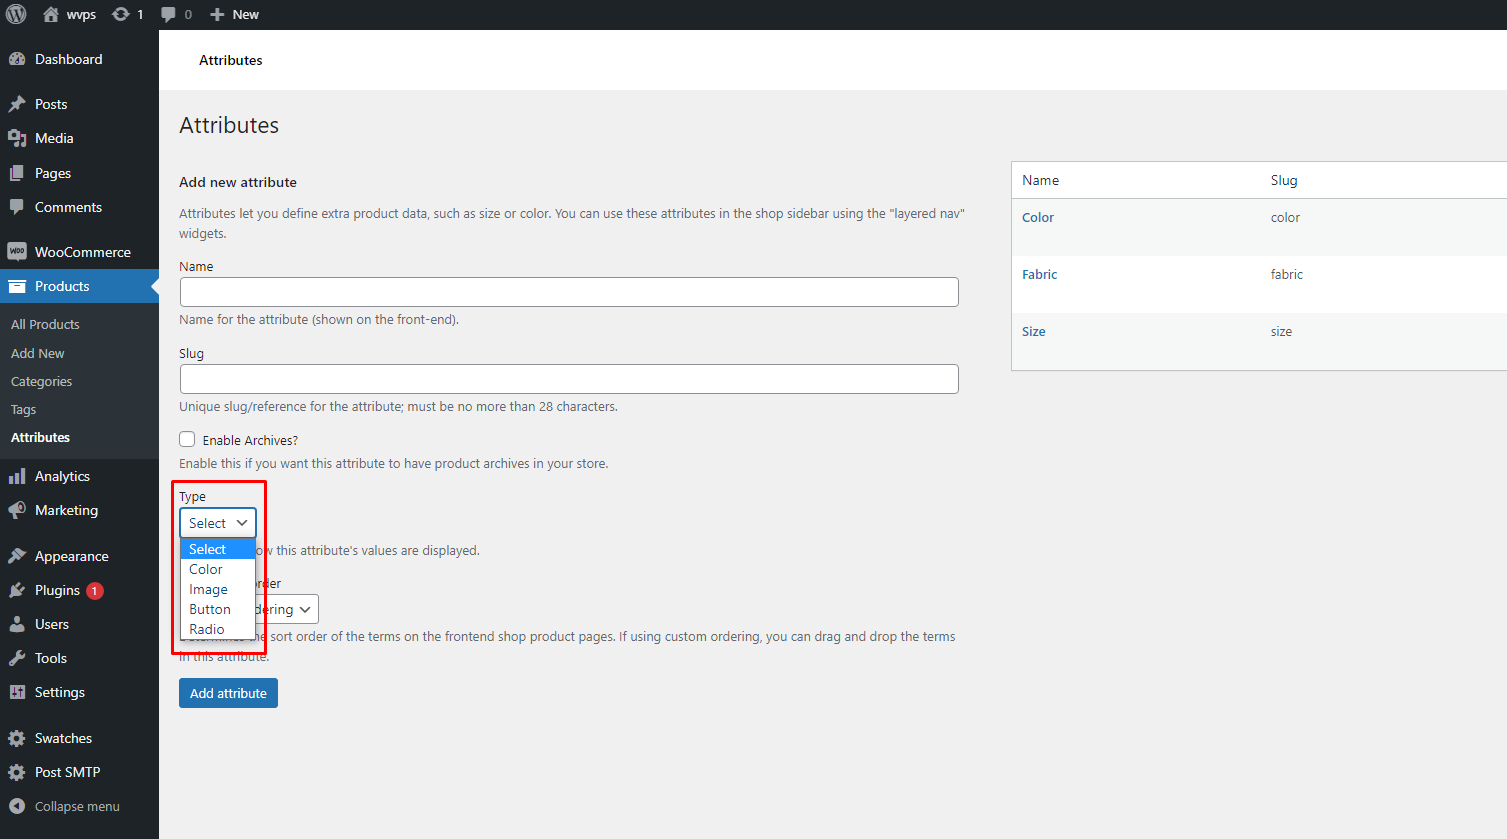 wvps 1 0 New
Dashboard
Posts
Media
Pages
Comments
WooCommerce
Products
All Products
Add New
Categories
Tags
Attributes
Analytics
Marketing
Appearance
Plugins 1
Users
Tools
Settings
Swatches
Post SMTP
Collapse menu
Attributes
Attributes
Add new attribute
Attributes let you define extra product data, such as size or color. You can use these attributes in the shop sidebar using the "layered nav"
widgets.
Name
Name for the attribute (shown on the front-end).
Slug
Unique slug/reference for the attribute; must be no more than 28 characters.
Enable Archives?
Enable this if you want this attribute to have product archives in your store.
Type
Select
Select
Color
Image
Button
Radio
this attribute's values are displayed.
sort order of the terms on the frontend shop product pages. If using custom ordering, you can drag and drop the terms
in this attribute.
Add attribute
Name Slug
Color color
Fabric fabric
Size size